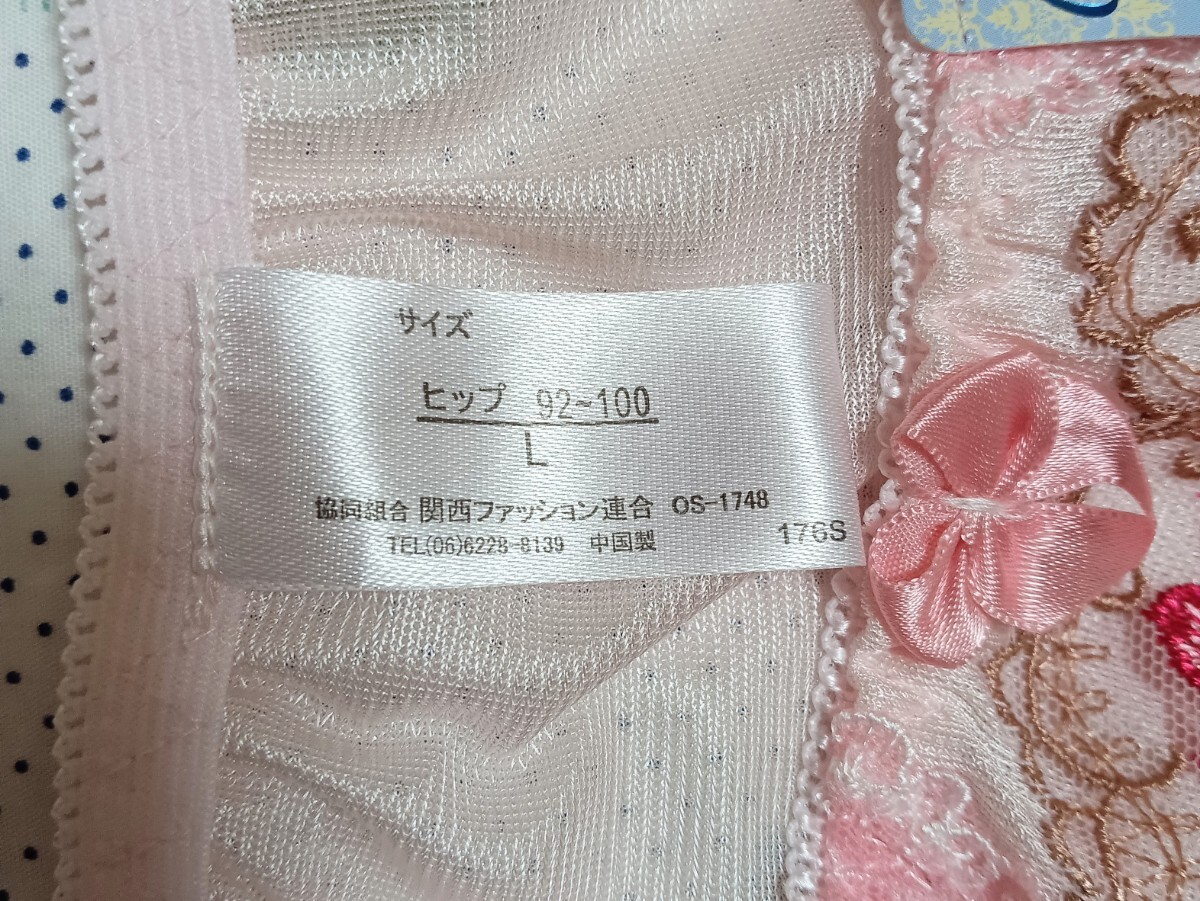 サイズ
ヒップ 92~100
L
協同組合 関西ファッション連合 OS-1748
TEL(06)6228-8139 中国製
176S